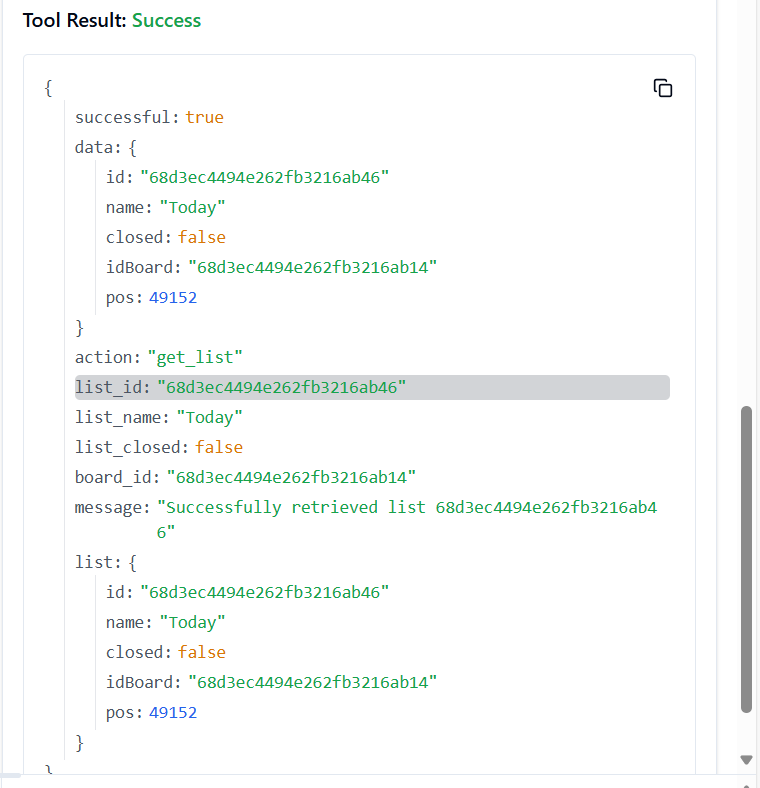 Tool Result: Success
{
successful: true
data: {
id: "68d3ec4494e262fb3216ab46"
name: "Today"
closed: false
idBoard: "68d3ec4494e262fb3216ab14"
pos: 49152
}
action: "get_list"
list_id: "68d3ec4494e262fb3216ab46"
list_name: "Today"
list_closed: false
board_id: "68d3ec4494e262fb3216ab14"
message: "Successfully retrieved list 68d3ec4494e262fb3216ab4
6"
list: {
id: "68d3ec4494e262fb3216ab46"
name: "Today"
closed: false
idBoard: "68d3ec4494e262fb3216ab14"
pos: 49152
}
}